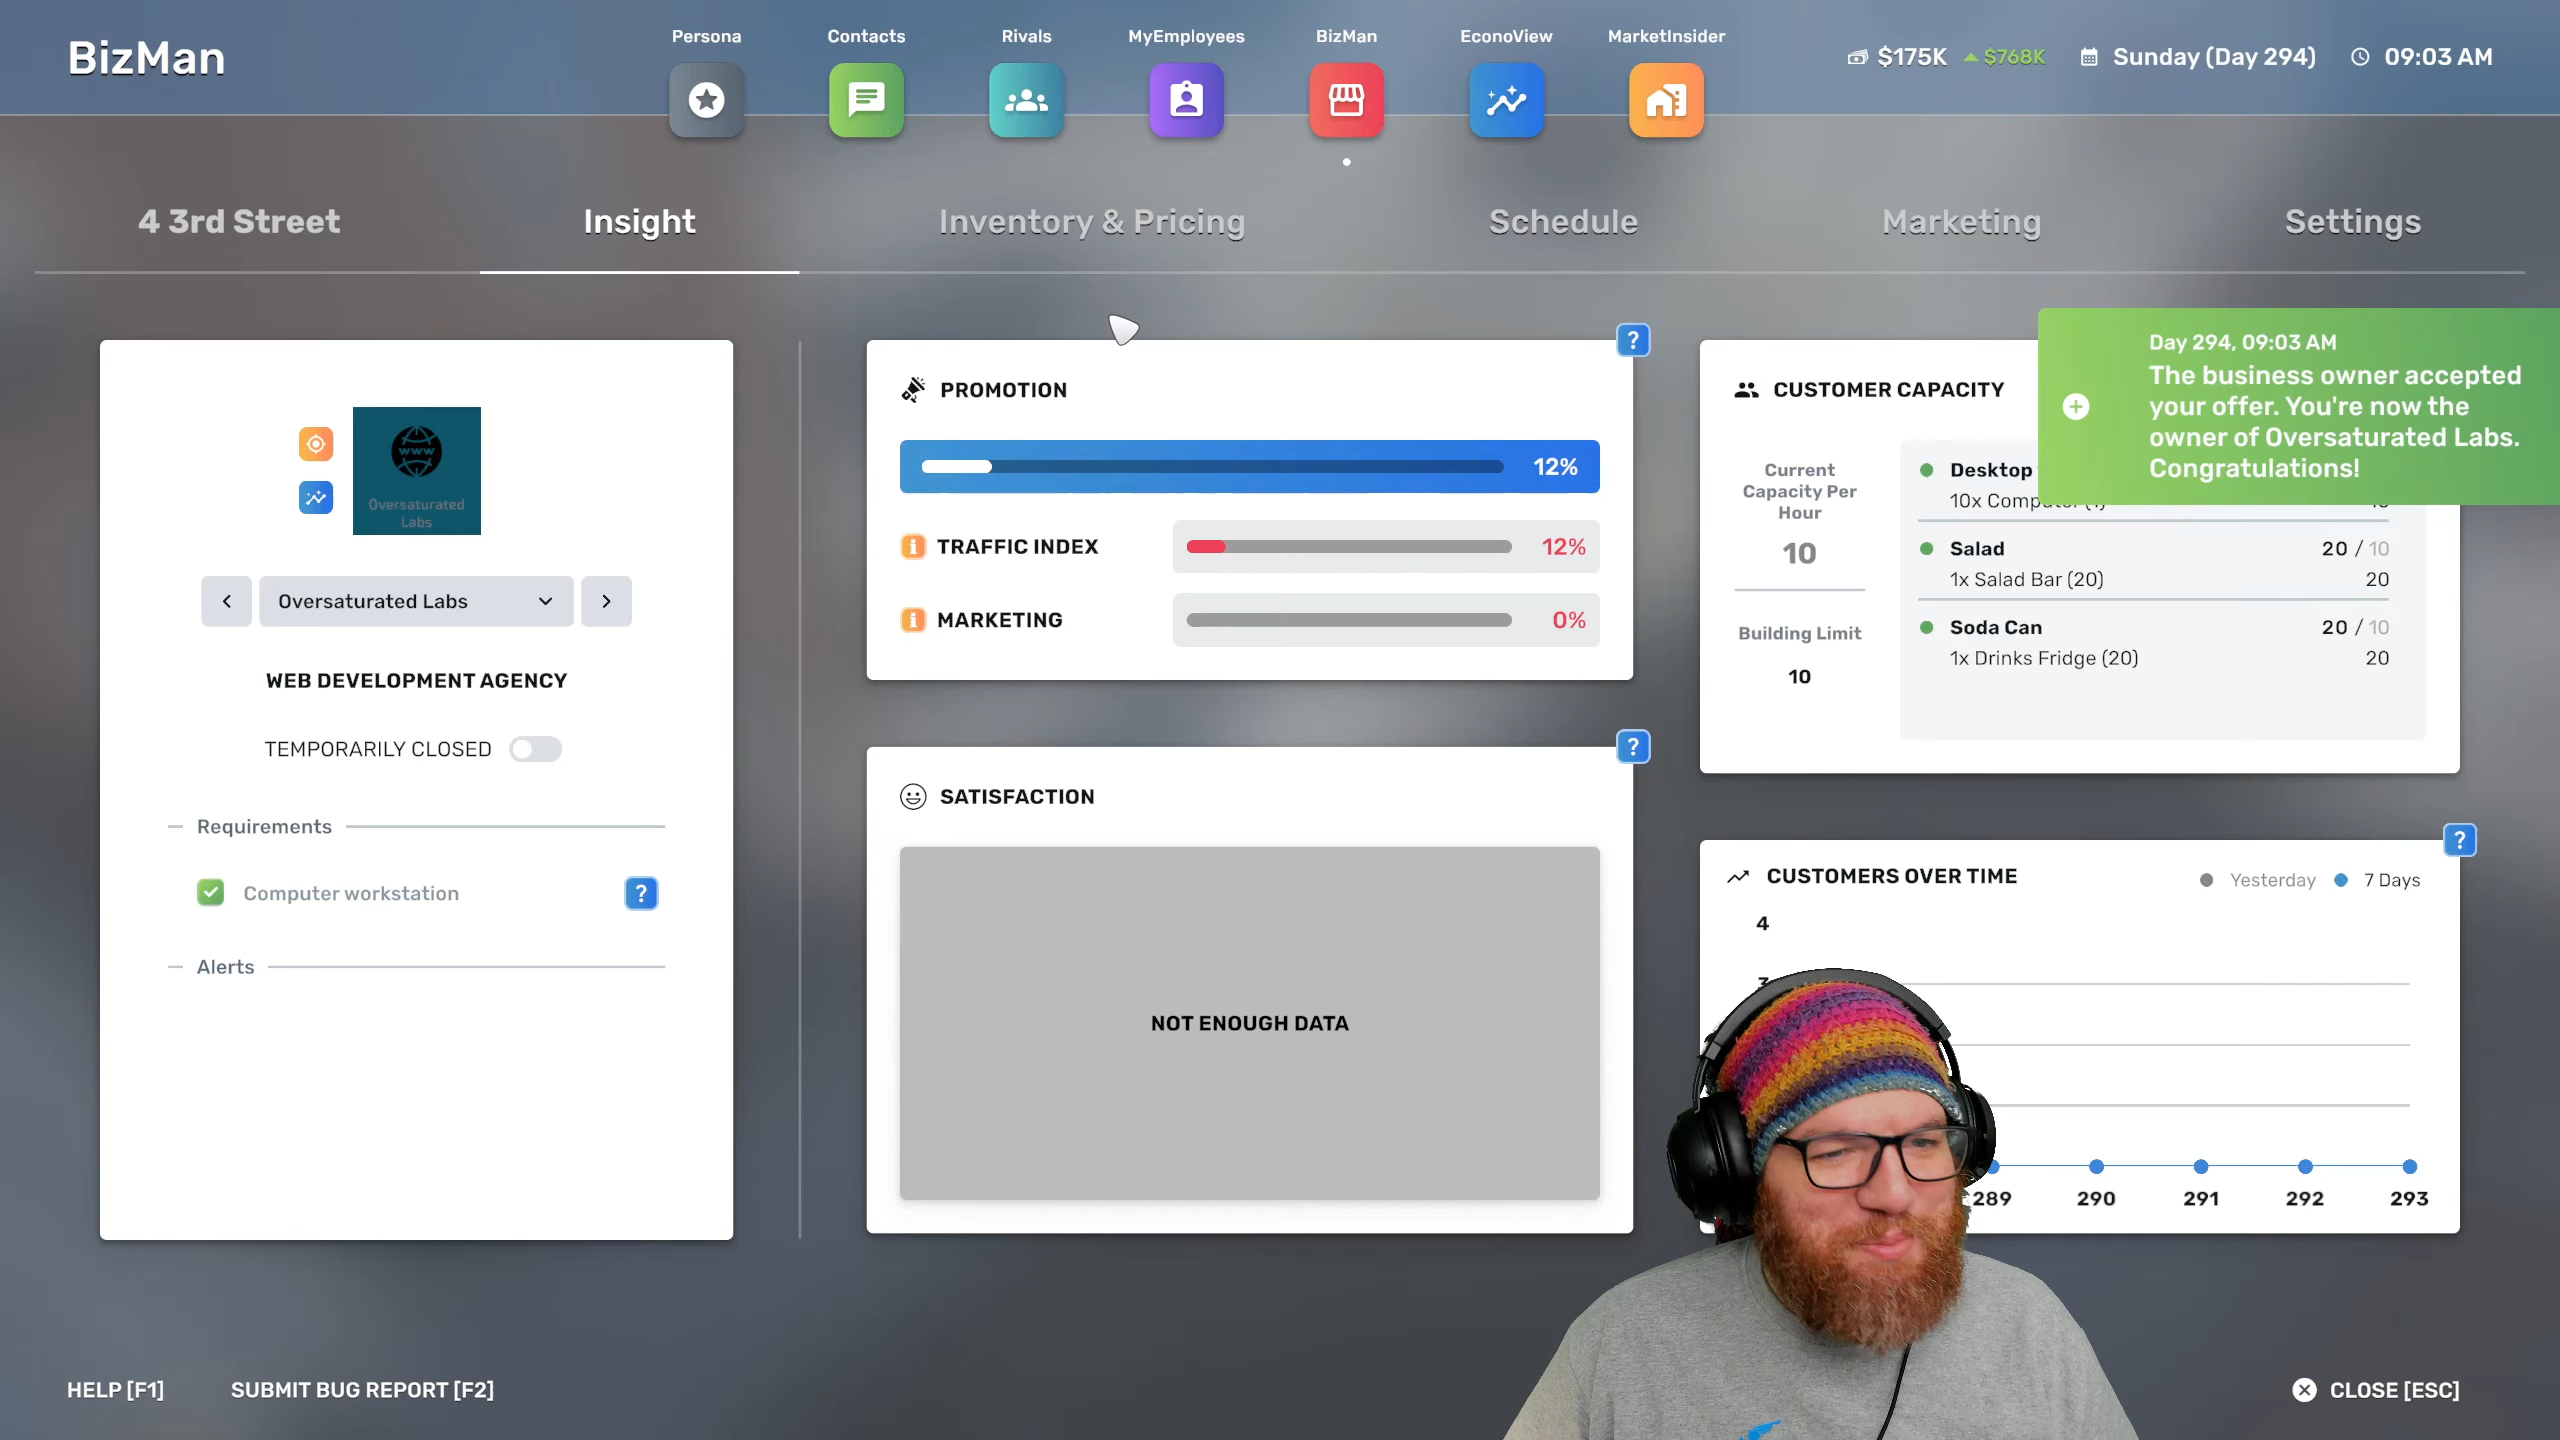 BizMan
Persona
Contacts
Rivals
MyEmployees
BizMan
EconoView
MarketInsider
$175K
$768K
Sunday (Day 294)
09:03 AM
4 3rd Street
Insight
Inventory & Pricing
Schedule
Marketing
Settings
WWW
Oversaturated
Labs
Oversaturated Labs
WEB DEVELOPMENT AGENCY
TEMPORARILY CLOSED
Requirements
Computer workstation
?
Alerts
?
PROMOTION
12%
TRAFFIC INDEX
12%
MARKETING
0%
?
SATISFACTION
NOT ENOUGH DATA
CUSTOMER CAPACITY
Current
Capacity Per
Hour
10
Building Limit
10
Desktop
Salad
20 / 10
1x Salad Bar (20)
20
Soda Can
20 / 10
1x Drinks Fridge (20)
20
Day 294, 09:03 AM
The business owner accepted
your offer. You're now the
owner of Oversaturated Labs.
Congratulations!
?
CUSTOMERS OVER TIME
Yesterday
7 Days
4
289
290
291
292
293
HELP [F1]
SUBMIT BUG REPORT [F2]
CLOSE [ESC]